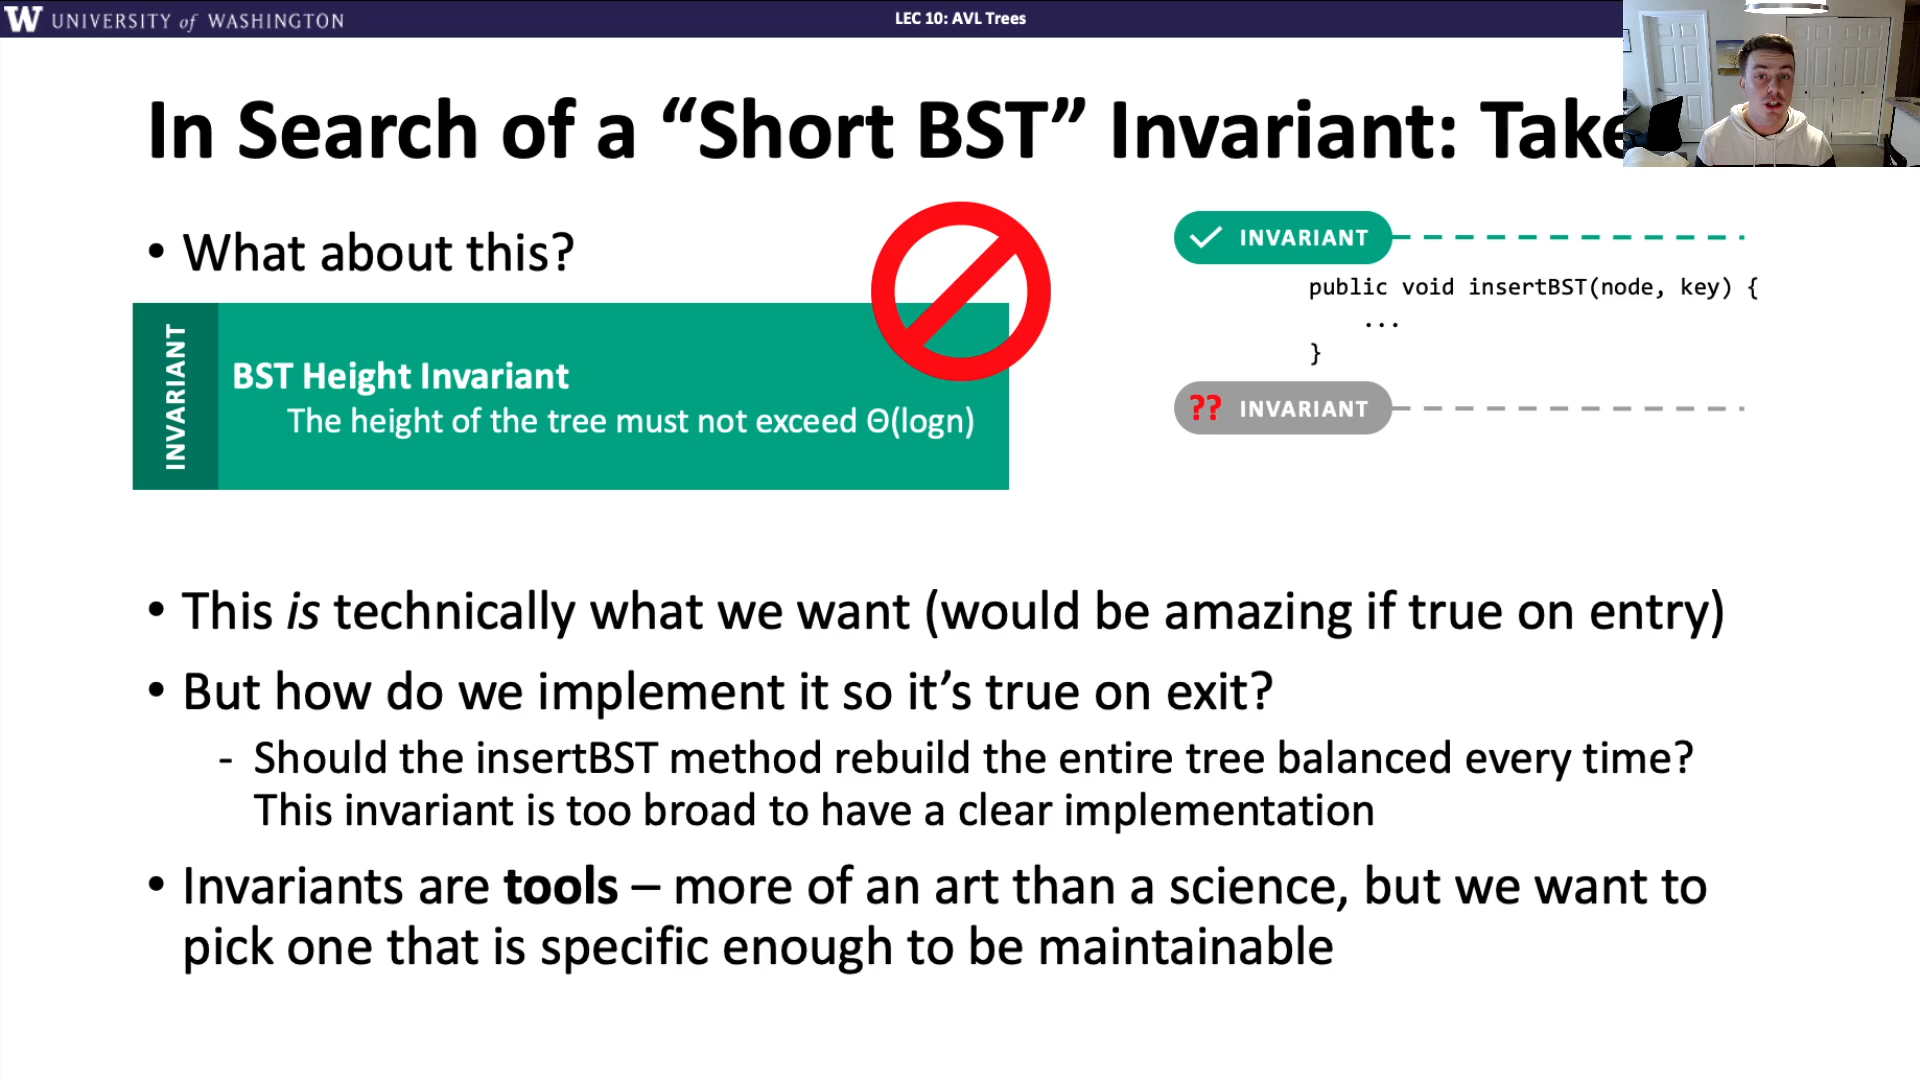 W UNIVERSITY of WASHINGTON
LEC 10: AVL Trees
In Search of a “Short BST” Invariant: Take
• What about this?
INVARIANT
BST Height Invariant
The height of the tree must not exceed Θ(logn)
INVARIANT
public void insertBST(node, key) {
...
}
?? INVARIANT
• This is technically what we want (would be amazing if true on entry)
• But how do we implement it so it’s true on exit?
- Should the insertBST method rebuild the entire tree balanced every time?
This invariant is too broad to have a clear implementation
• Invariants are tools – more of an art than a science, but we want to
pick one that is specific enough to be maintainable